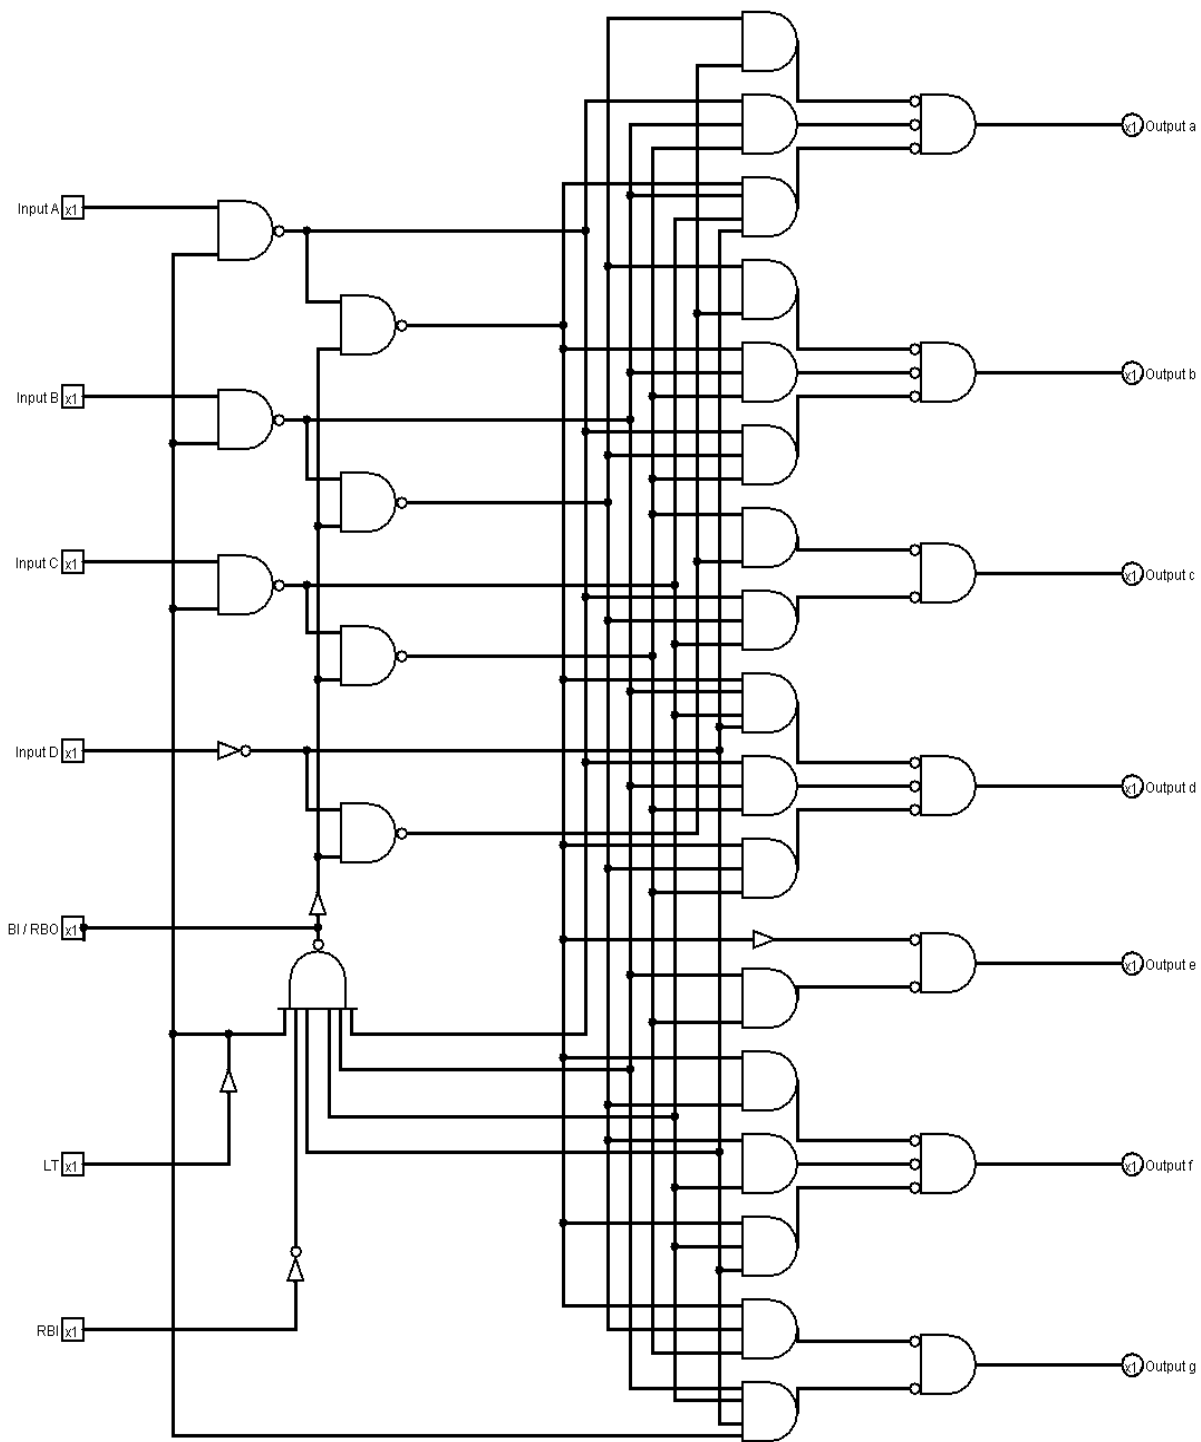 x1 Output a
Input A x1
Input B x1
x1 Output b
Input C x1
x1 Output c
Input D x1
x1 Output d
BI / RBO x1
x1 Output e
LT x1
x1 Output f
RBI x1
x1 Output g